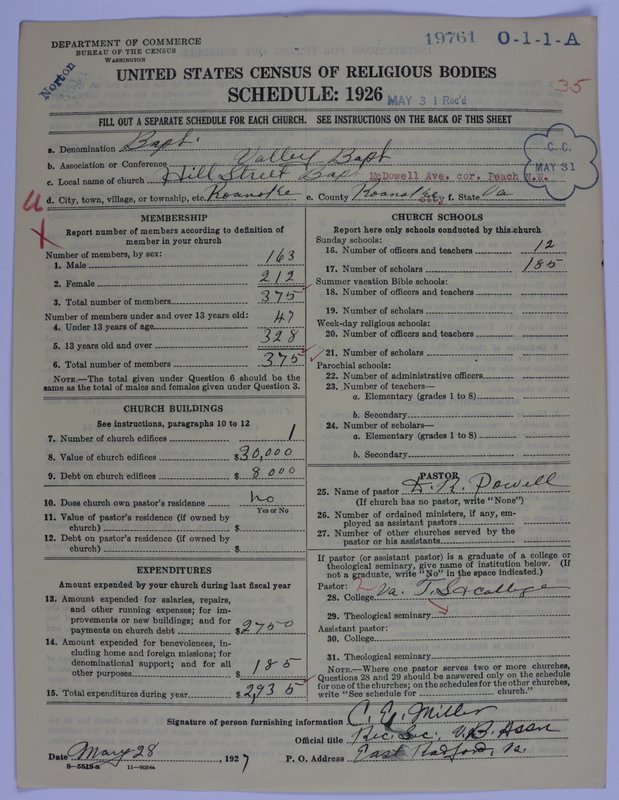 DEPARTMENT OF COMMERCE
BUREAU OF THE CENSUS
WASHINGTON
19761 O-1-1-A
Norton
UNITED STATES CENSUS OF RELIGIOUS BODIES
SCHEDULE: 1926
MAY 31 Rec'd
35
FILL OUT A SEPARATE SCHEDULE FOR EACH CHURCH. SEE INSTRUCTIONS ON THE BACK OF THIS SHEET
a. Denomination Bapt.
b. Association or Conference Valley Bapt
c. Local name of church Hill Street Bap McDowell Ave. cor. Peach N.W.
C. C.
MAY 31
d. City, town, village, or township, etc. Roanoke e. County Roanoke City f. State Va
MEMBERSHIP
Report number of members according to definition of member in your church
Number of members, by sex:
1. Male 163
2. Female 212
3. Total number of members 375
Number of members under and over 13 years old:
4. Under 13 years of age 47
5. 13 years old and over 328
6. Total number of members 375
NOTE.—The total given under Question 6 should be the same as the total of males and females given under Question 3.
CHURCH BUILDINGS
See instructions, paragraphs 10 to 12
7. Number of church edifices 1
8. Value of church edifices $30,000
9. Debt on church edifices $8000
10. Does church own pastor's residence no
Yes or No
11. Value of pastor's residence (if owned by church) $
12. Debt on pastor's residence (if owned by church) $
EXPENDITURES
Amount expended by your church during last fiscal year
13. Amount expended for salaries, repairs, and other running expenses; for improvements or new buildings; and for payments on church debt $2750
14. Amount expended for benevolences, including home and foreign missions; for denominational support; and for all other purposes 185
15. Total expenditures during year $2,935
CHURCH SCHOOLS
Report here only schools conducted by this church
Sunday schools:
16. Number of officers and teachers 12
17. Number of scholars 185
Summer vacation Bible schools:
18. Number of officers and teachers
19. Number of scholars
Week-day religious schools:
20. Number of officers and teachers
21. Number of scholars
Parochial schools:
22. Number of administrative officers
23. Number of teachers—
a. Elementary (grades 1 to 8)
b. Secondary
24. Number of scholars—
a. Elementary (grades 1 to 8)
b. Secondary
PASTOR
25. Name of pastor Powell
(If church has no pastor, write "None")
26. Number of ordained ministers, if any, employed as assistant pastors
27. Number of other churches served by the pastor or his assistants
If pastor (or assistant pastor) is a graduate of a college or theological seminary, give name of institution below. (If not a graduate, write "No" in the space indicated.)
Pastor:
28. College Va. T. S & College
29. Theological seminary
Assistant pastor:
30. College
31. Theological seminary
NOTE.—Where one pastor serves two or more churches, Questions 28 and 29 should be answered only on the schedule for one of the churches; on the schedules for the other churches, write "See schedule for church."
Signature of person furnishing information C. Y. Miller
Official title Rec. Sec. V. B. Assn
Date May 28, 1927 P. O. Address East Radford, Va.
8-5518-a 11-9034a